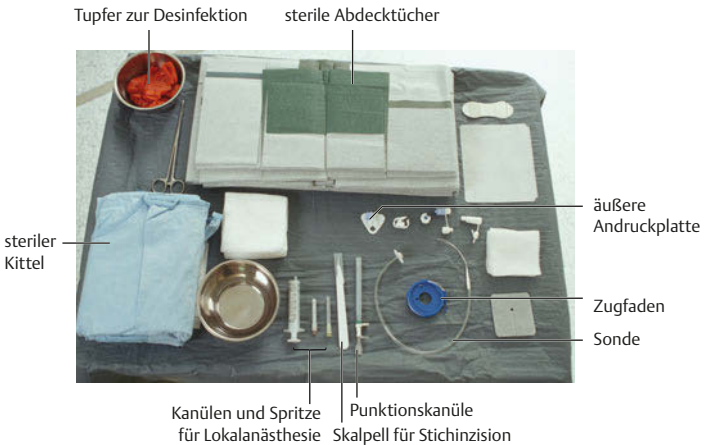 Tupfer zur Desinfektion
sterile Abdecktücher
äußere
Andruckplatte
steriler
Kittel
Zugfaden
Sonde
Kanülen und Spritze
für Lokalanästhesie
Punktionskanüle
Skalpell für Stichinzision